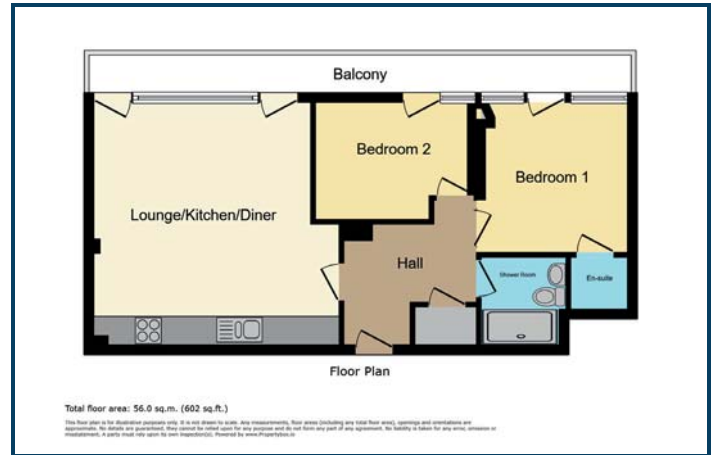 Balcony
Bedroom 2
Bedroom 1
Lounge/Kitchen/Diner
Hall
Shower Room
En-suite
Floor Plan
Total floor area: 56.0 sq.m. (602 sq.ft.)
This floor plan is for illustrative purposes only. It is not drawn to scale. Any measurements, floor areas (including any total floor area), openings and orientations are
approximate. No details are guaranteed, they cannot be relied upon for any purpose and do not form any part of any agreement. No liability is taken for any error, omission or
misstatement. A party must rely upon its own inspection(s). Powered by www.Propertybox.io